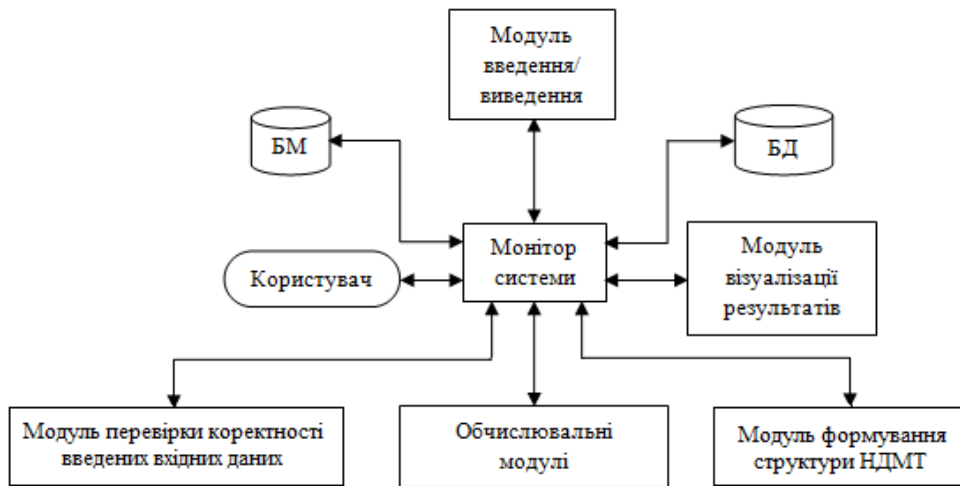 Модуль
введення/
виведення
БМ
БД
Монітор
системи
Користувач
Модуль
візуалізації
результатів
Модуль перевірки коректності
введених вхідних даних
Обчислювальні
модулі
Модуль формування
структури НДМТ